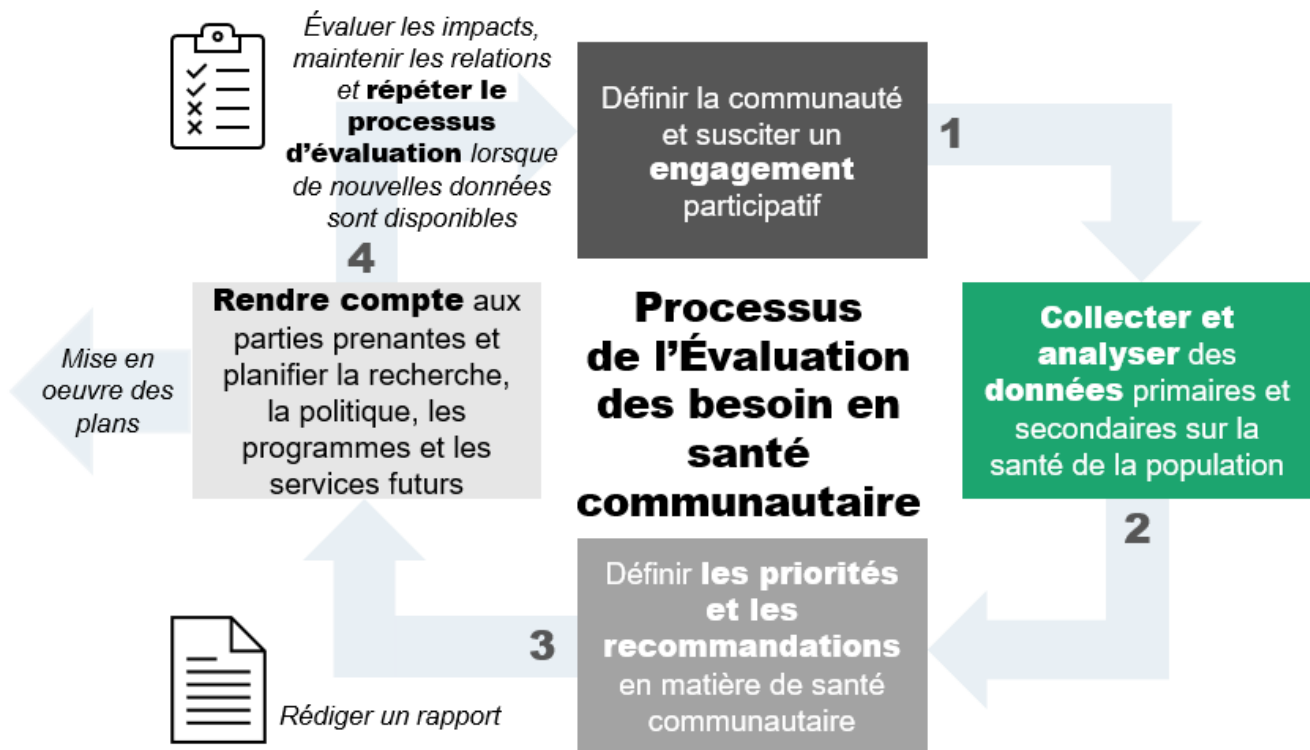 Évaluer les impacts,
maintenir les relations
et répéter le
processus
d’évaluation lorsque
de nouvelles données
sont disponibles
Définir la communauté
et susciter un
engagement
participatif
1
4
Rendre compte aux
parties prenantes et
planifier la recherche,
la politique, les
programmes et les
services futurs
Mise en
oeuvre des
plans
Processus
de l’Évaluation
des besoin en
santé
communautaire
Collecter et
analyser des
données primaires et
secondaires sur la
santé de la population
2
Définir les priorités
et les
recommandations
en matière de santé
communautaire
3
Rédiger un rapport